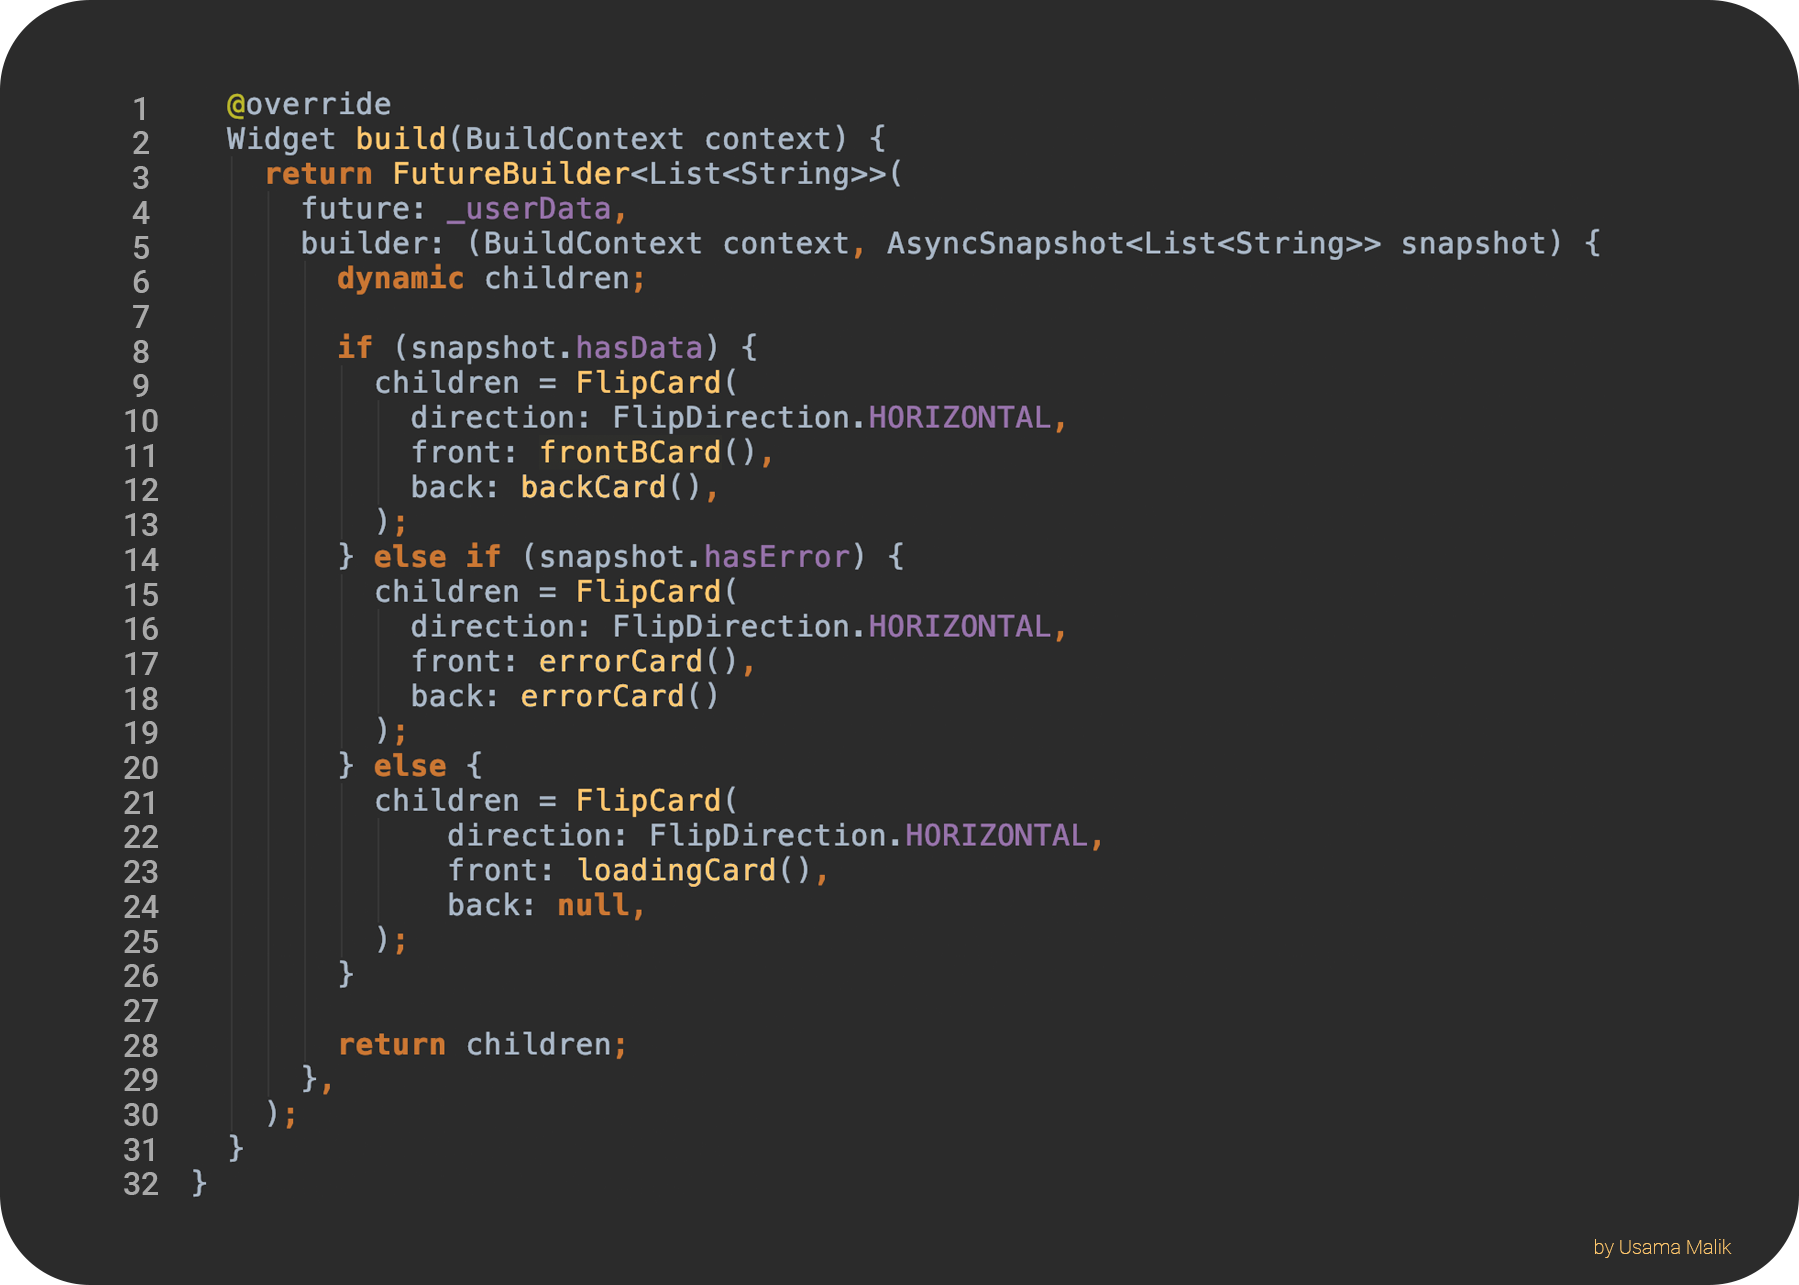 1 @override
2 Widget build(BuildContext context) {
3 return FutureBuilder<List<String>>(
4 future: _userData,
5 builder: (BuildContext context, AsyncSnapshot<List<String>> snapshot) {
6 dynamic children;
7
8 if (snapshot.hasData) {
9 children = FlipCard(
10 direction: FlipDirection.HORIZONTAL,
11 front: frontBCard(),
12 back: backCard(),
13 );
14 } else if (snapshot.hasError) {
15 children = FlipCard(
16 direction: FlipDirection.HORIZONTAL,
17 front: errorCard(),
18 back: errorCard()
19 );
20 } else {
21 children = FlipCard(
22 direction: FlipDirection.HORIZONTAL,
23 front: loadingCard(),
24 back: null,
25 );
26 }
27
28 return children;
29 },
30 );
31 }
32 }
by Usama Malik